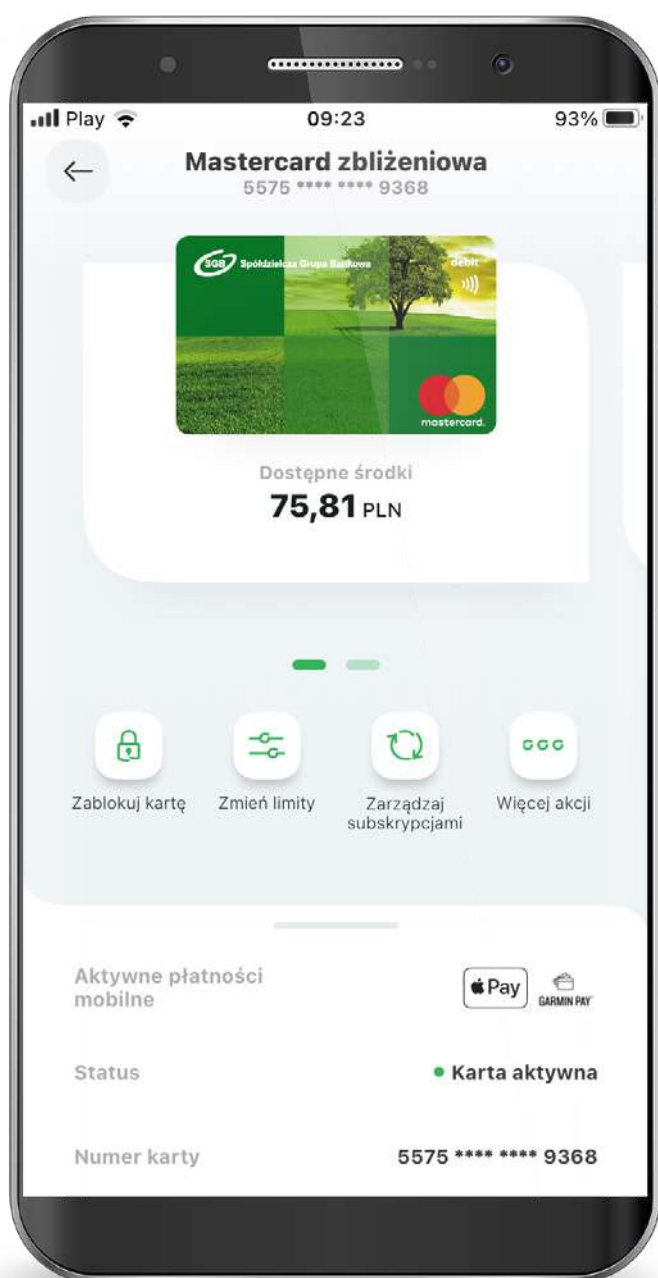 Play 09:23 93%
Mastercard zbliżeniowa
5575 **** **** 9368
SGB Spółdzielcza Grupa Bankowa debit
mastercard.
Dostępne środki
75,81 PLN
Zablokuj kartę Zmień limity Zarządzaj subskrypcjami Więcej akcji
Aktywne płatności
mobilne
Pay GARMIN PAY
Status Karta aktywna
Numer karty 5575 **** **** 9368